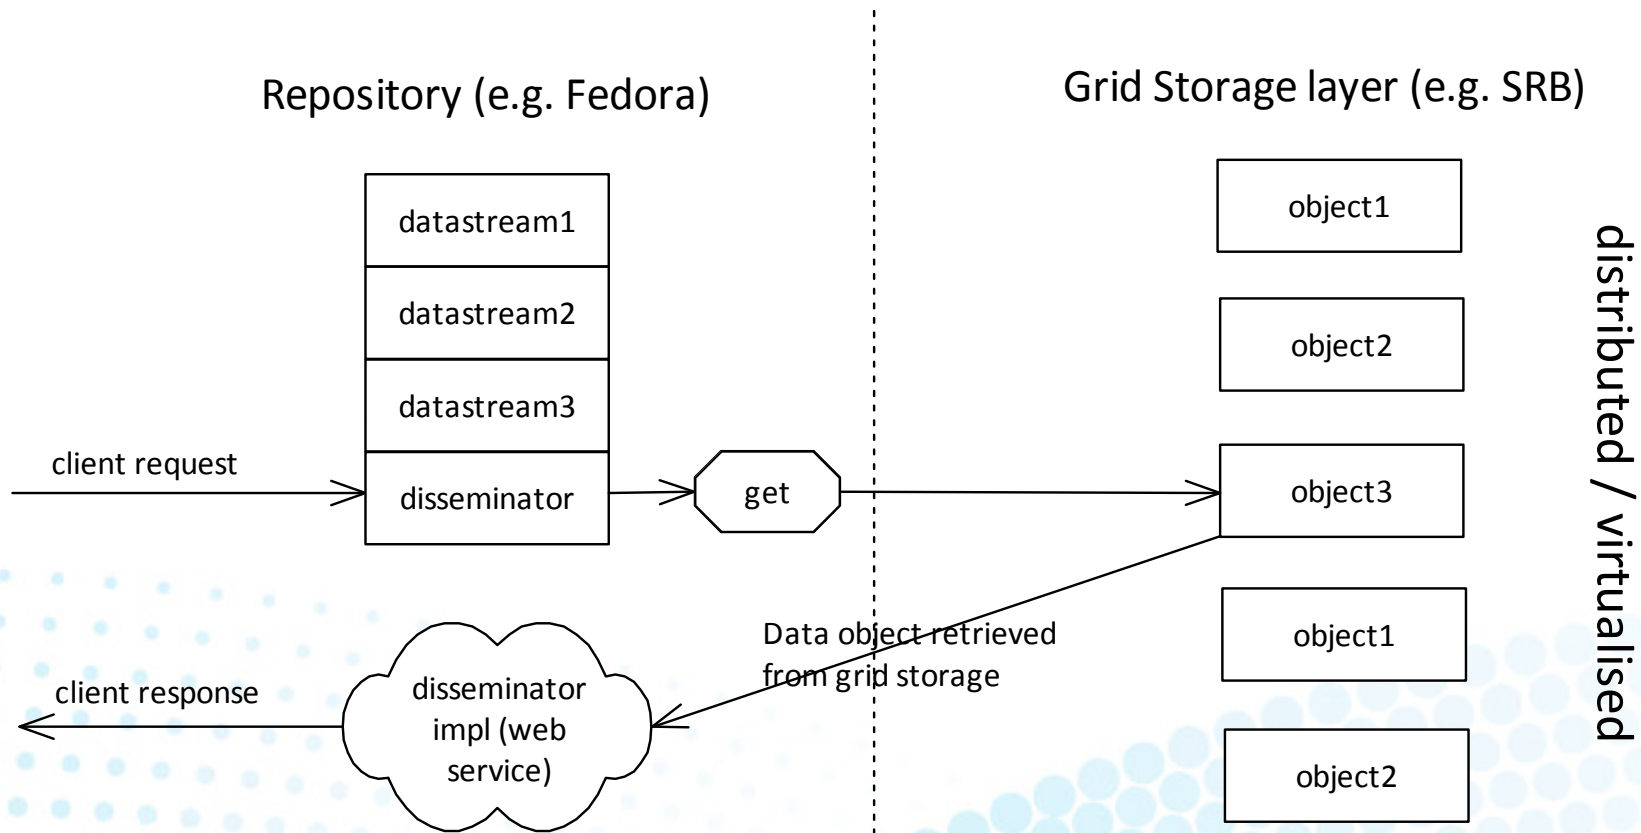 Repository (e.g. Fedora)
Grid Storage layer (e.g. SRB)
datastream1
datastream2
datastream3
disseminator
client request
get
object1
object2
object3
object1
object2
distributed / virtualised
Data object retrieved
from grid storage
disseminator
impl (web
service)
client response